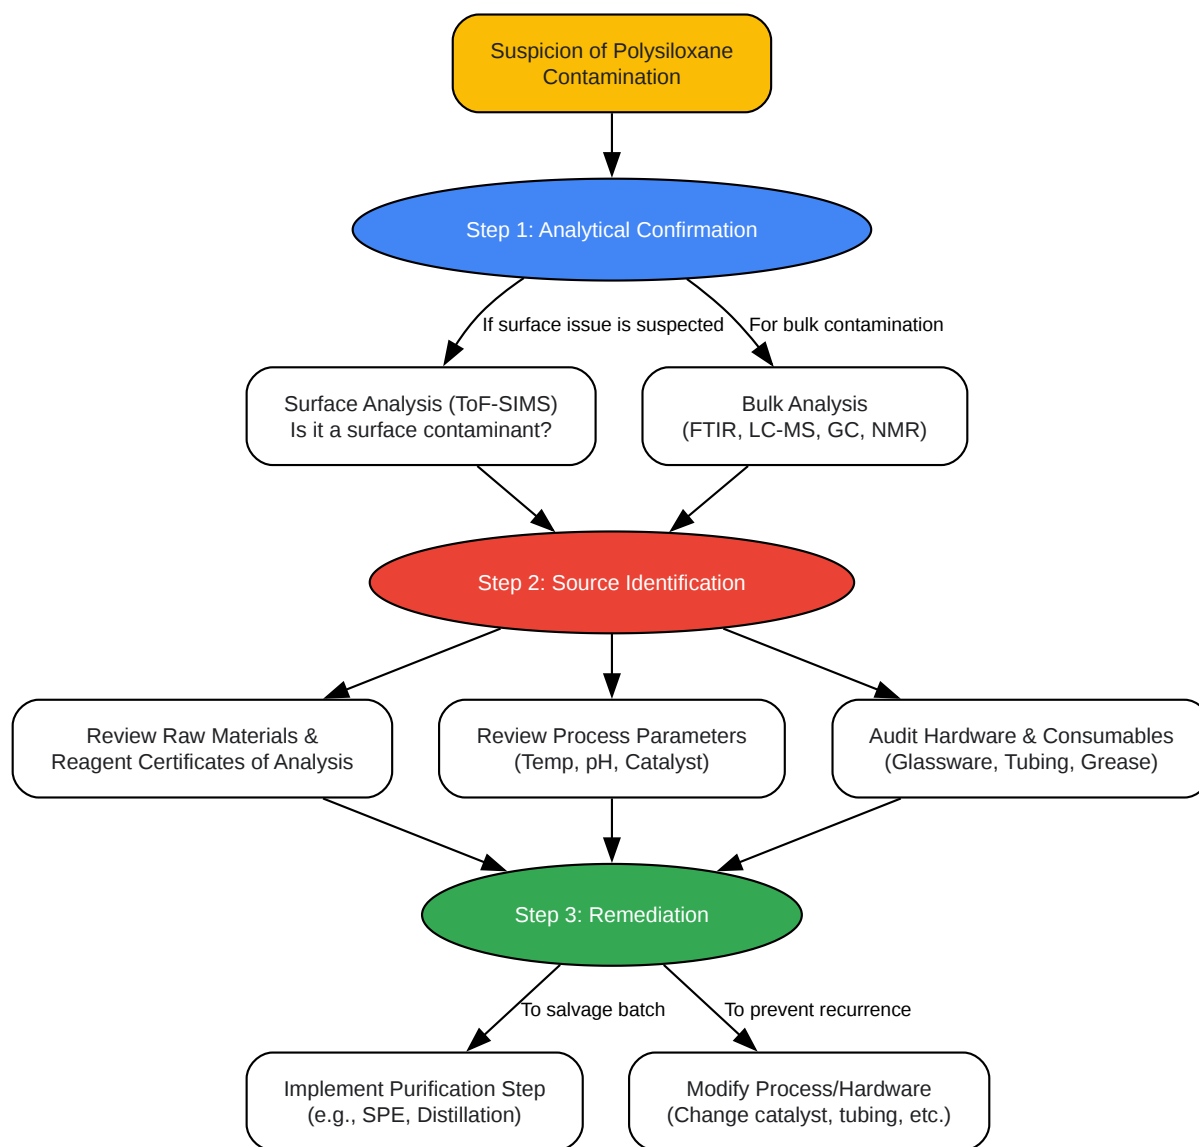 Suspicion of Polysiloxane
Contamination
Step 1: Analytical Confirmation
If surface issue is suspected
For bulk contamination
Surface Analysis (ToF-SIMS)
Is it a surface contaminant?
Bulk Analysis
(FTIR, LC-MS, GC, NMR)
Step 2: Source Identification
Review Raw Materials &
Reagent Certificates of Analysis
Review Process Parameters
(Temp, pH, Catalyst)
Audit Hardware & Consumables
(Glassware, Tubing, Grease)
Step 3: Remediation
To salvage batch
To prevent recurrence
Implement Purification Step
(e.g., SPE, Distillation)
Modify Process/Hardware
(Change catalyst, tubing, etc.)